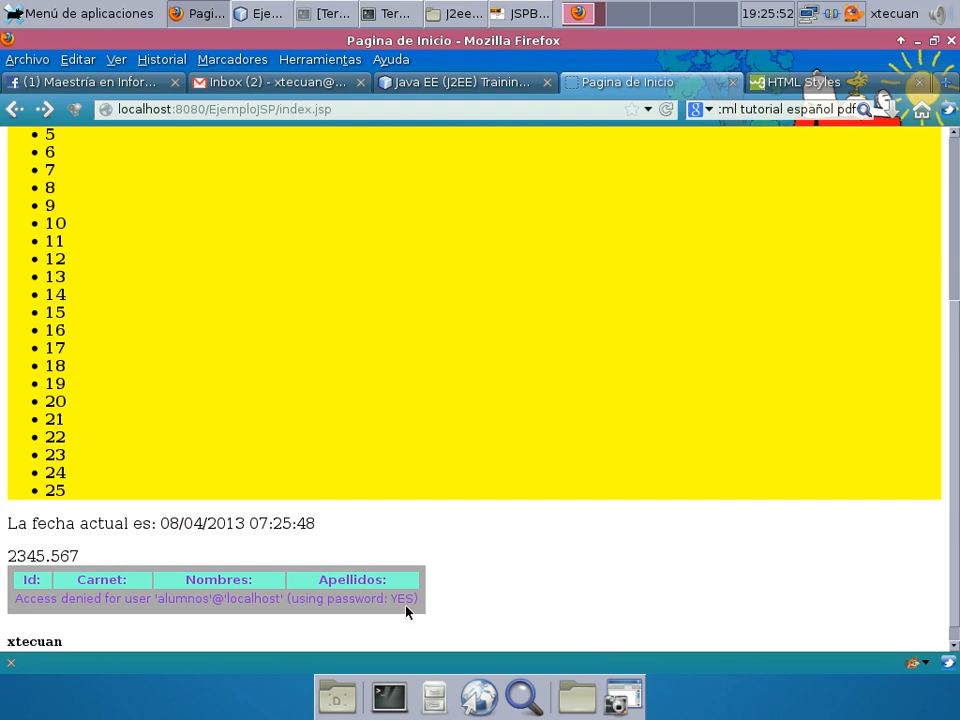 Menú de aplicaciones
Pagi...
Eje...
[Ter...
Ter...
J2ee...
JSPB...
19:25:52
xtecuan
Pagina de Inicio - Mozilla Firefox
Archivo Editar Ver Historial Marcadores Herramientas Ayuda
(1) Maestría en Infor...
Inbox (2) - xtecuan@...
Java EE (J2EE) Trainin...
Pagina de Inicio
HTML Styles
localhost:8080/EjemploJSP/index.jsp
:ml tutorial español pdf
5
6
7
8
9
10
11
12
13
14
15
16
17
18
19
20
21
22
23
24
25
La fecha actual es: 08/04/2013 07:25:48
2345.567
Id: Carnet: Nombres: Apellidos:
Access denied for user 'alumnos'@'localhost' (using password: YES)
xtecuan